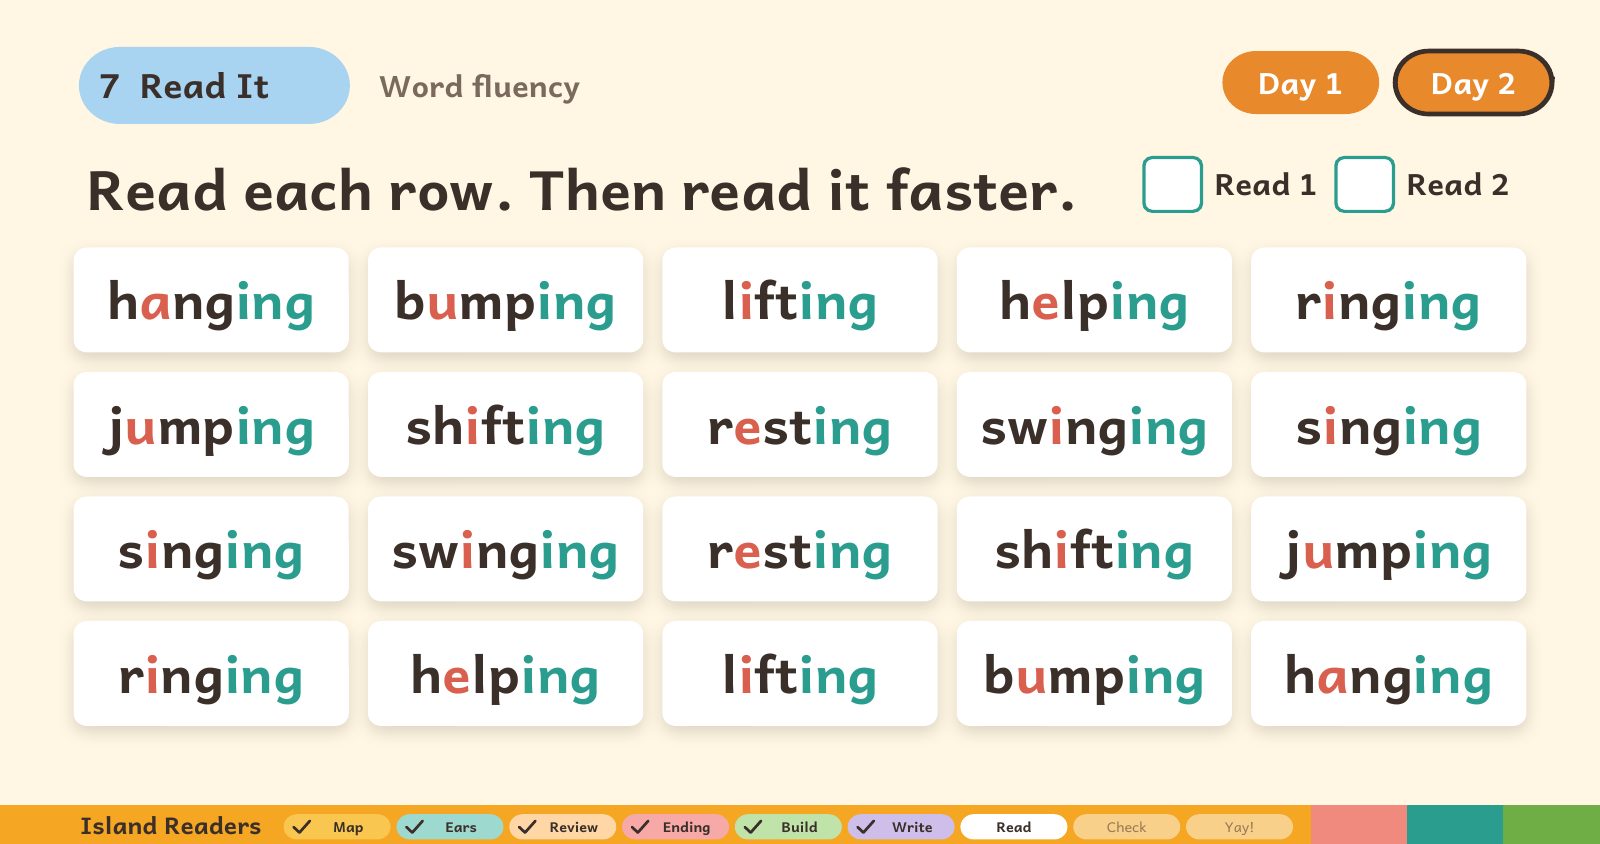 7 Read It
Word fluency
Day 1
Day 2
Read each row. Then read it faster.
Read 1
Read 2
hanging bumping lifting helping ringing
jumping shifting resting swinging singing
singing swinging resting shifting jumping
ringing helping lifting bumping hanging
Island Readers
Map
Ears
Review
Ending
Build
Write
Read
Check
Yay!